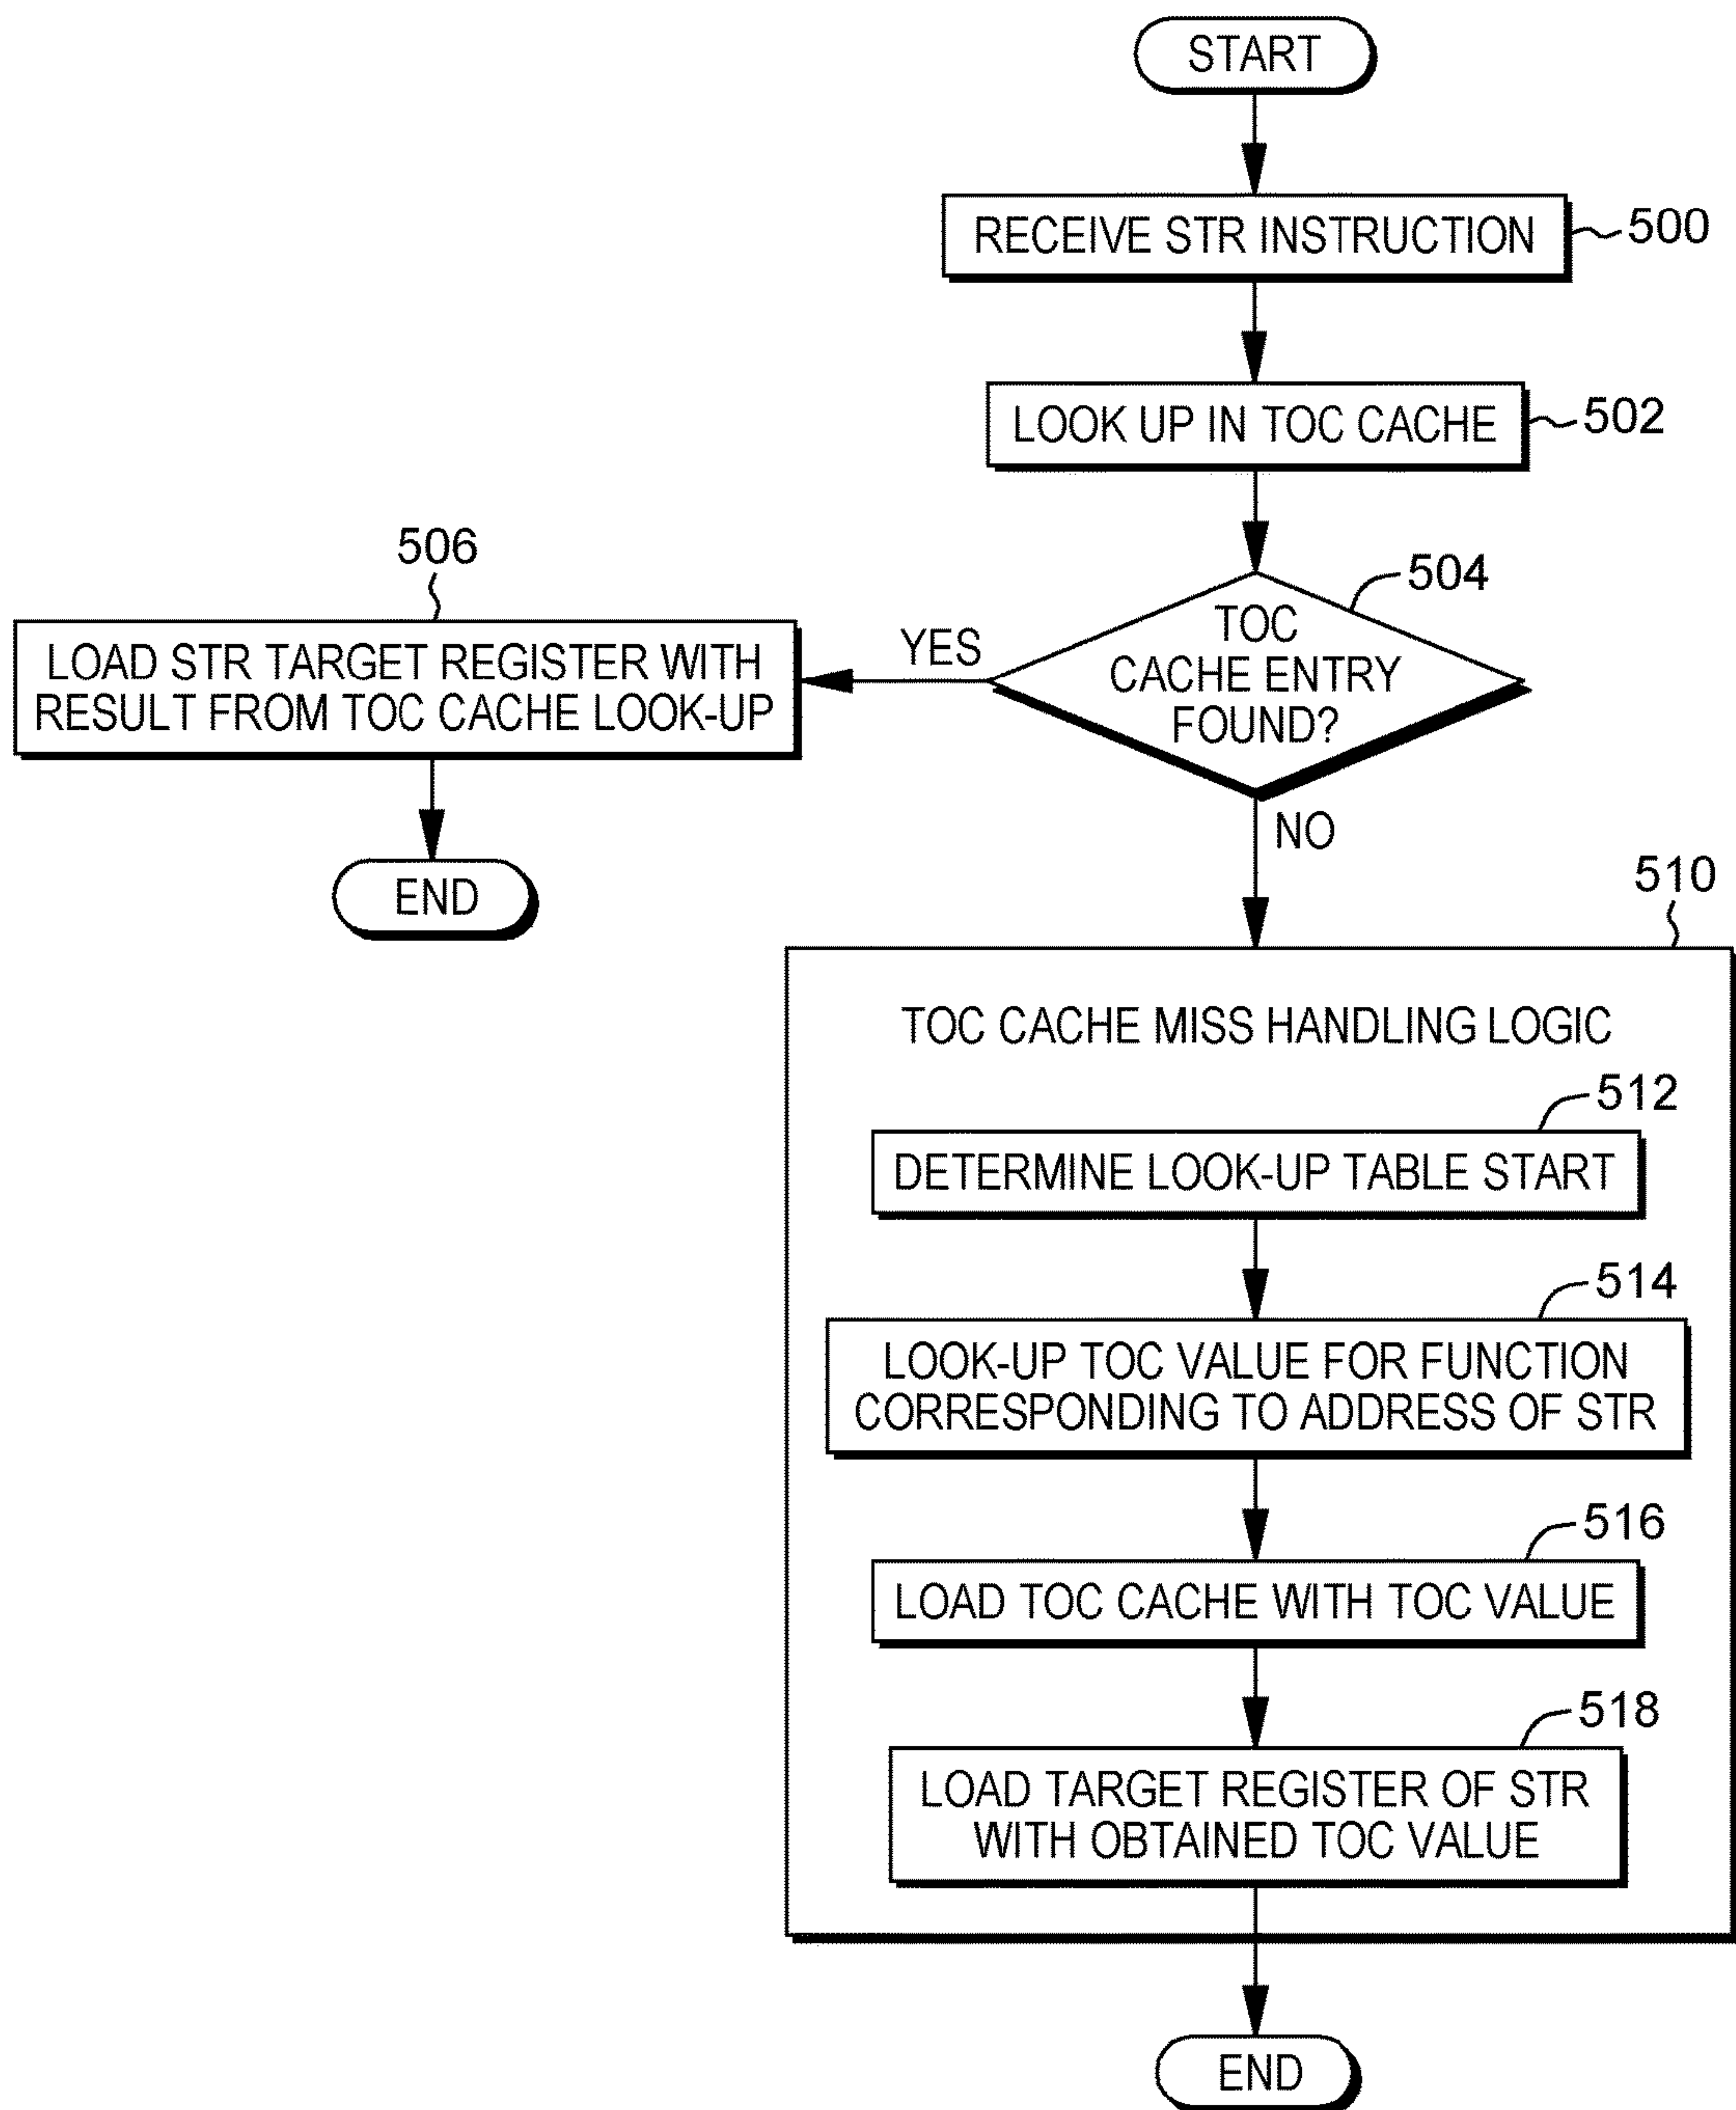 START
RECEIVE STR INSTRUCTION
500
LOOK UP IN TOC CACHE
502
504
TOC
CACHE ENTRY
FOUND?
YES
506
LOAD STR TARGET REGISTER WITH
RESULT FROM TOC CACHE LOOK-UP
END
NO
510
TOC CACHE MISS HANDLING LOGIC
512
DETERMINE LOOK-UP TABLE START
514
LOOK-UP TOC VALUE FOR FUNCTION
CORRESPONDING TO ADDRESS OF STR
516
LOAD TOC CACHE WITH TOC VALUE
518
LOAD TARGET REGISTER OF STR
WITH OBTAINED TOC VALUE
END